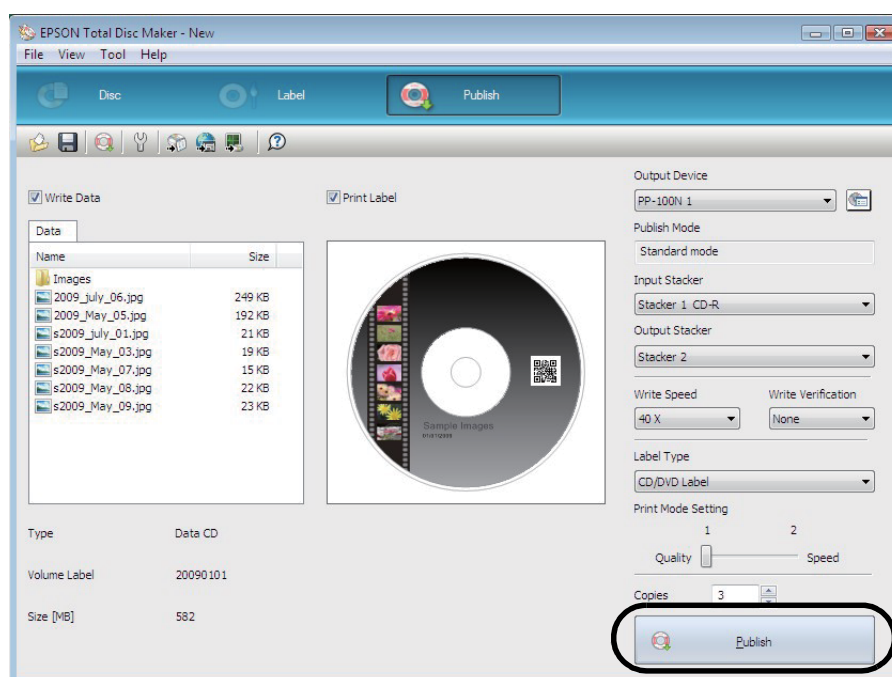 EPSON Total Disc Maker - New
File View Tool Help
Disc Label Publish
Write Data
Print Label
Data
Name Size
Images
2009_july_06.jpg 249 KB
2009_May_05.jpg 192 KB
s2009_july_01.jpg 21 KB
s2009_May_03.jpg 19 KB
s2009_May_07.jpg 15 KB
s2009_May_08.jpg 22 KB
s2009_May_09.jpg 23 KB
Sample Images
Type Data CD
Volume Label 20090101
Size [MB] 582
Output Device
PP-100N 1
Publish Mode
Standard mode
Input Stacker
Stacker 1 CD-R
Output Stacker
Stacker 2
Write Speed Write Verification
40 X None
Label Type
CD/DVD Label
Print Mode Setting
1 2
Quality Speed
Copies 3
Publish